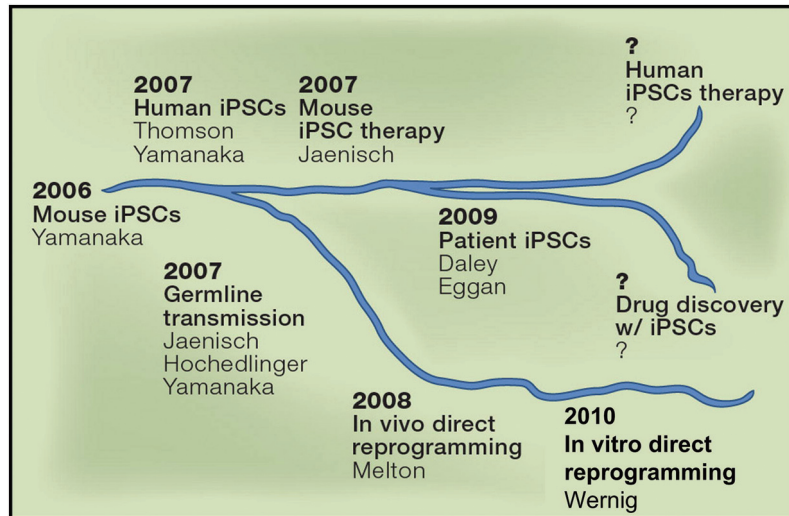 2006
Mouse iPSCs
Yamanaka
2007
Human iPSCs
Thomson
Yamanaka
2007
Mouse
iPSC therapy
Jaenisch
?
Human
iPSCs therapy
?
2007
Germline
transmission
Jaenisch
Hochedlinger
Yamanaka
2009
Patient iPSCs
Daley
Eggan
?
Drug discovery
w/ iPSCs
?
2008
In vivo direct
reprogramming
Melton
2010
In vitro direct
reprogramming
Wernig